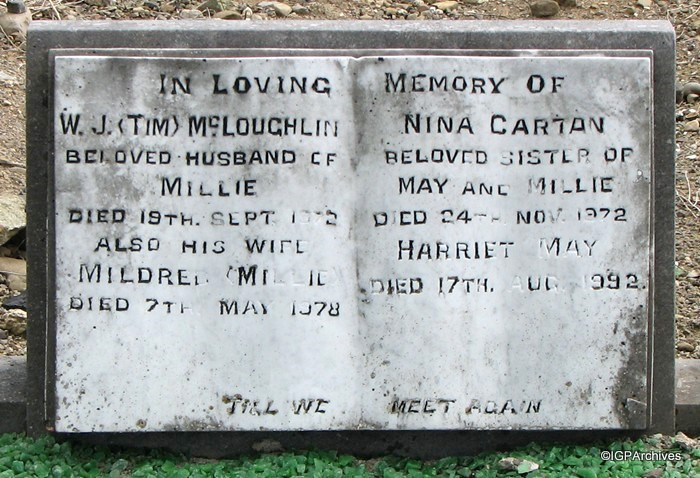 IN LOVING MEMORY OF
W. J. (TIM) McLOUGHLIN
BELOVED HUSBAND OF
MILLIE
DIED 19TH. SEPT. 1972
ALSO HIS WIFE
MILDRED (MILLIE)
DIED 7TH MAY 1978
NINA CARTAN
BELOVED SISTER OF
MAY AND MILLIE
DIED 24TH NOV. 1972
HARRIET MAY
DIED 17TH. AUG. 1992.
TILL WE MEET AGAIN
©IGPArchives